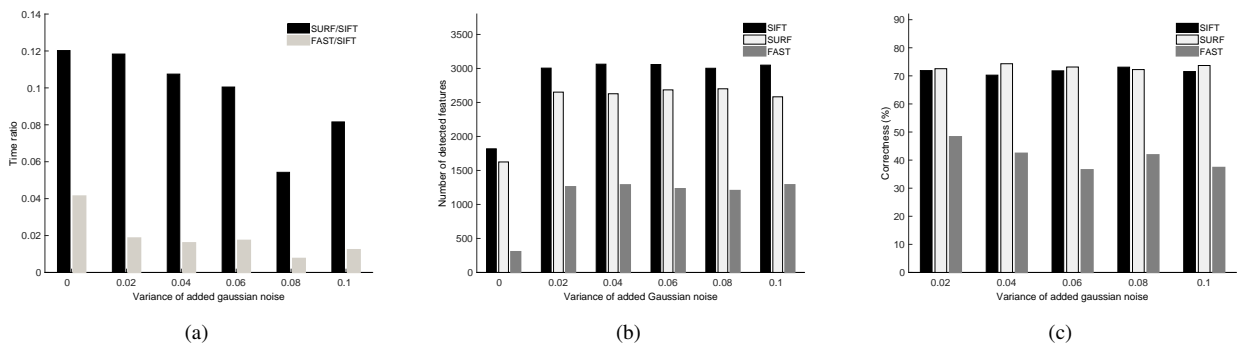 0.14
0.12
0.1
0.08
0.06
0.04
0.02
0
Time ratio
SURF/SIFT
FAST/SIFT
0 0.02 0.04 0.06 0.08 0.1
Variance of added gaussian noise
(a)
3500
3000
2500
2000
1500
1000
500
0
Number of detected features
SIFT
SURF
FAST
0 0.02 0.04 0.06 0.08 0.1
Variance of added Gaussian noise
(b)
90
80
70
60
50
40
30
20
10
0
Correctness (%)
SIFT
SURF
FAST
0.02 0.04 0.06 0.08 0.1
Variance of added gaussian noise
(c)